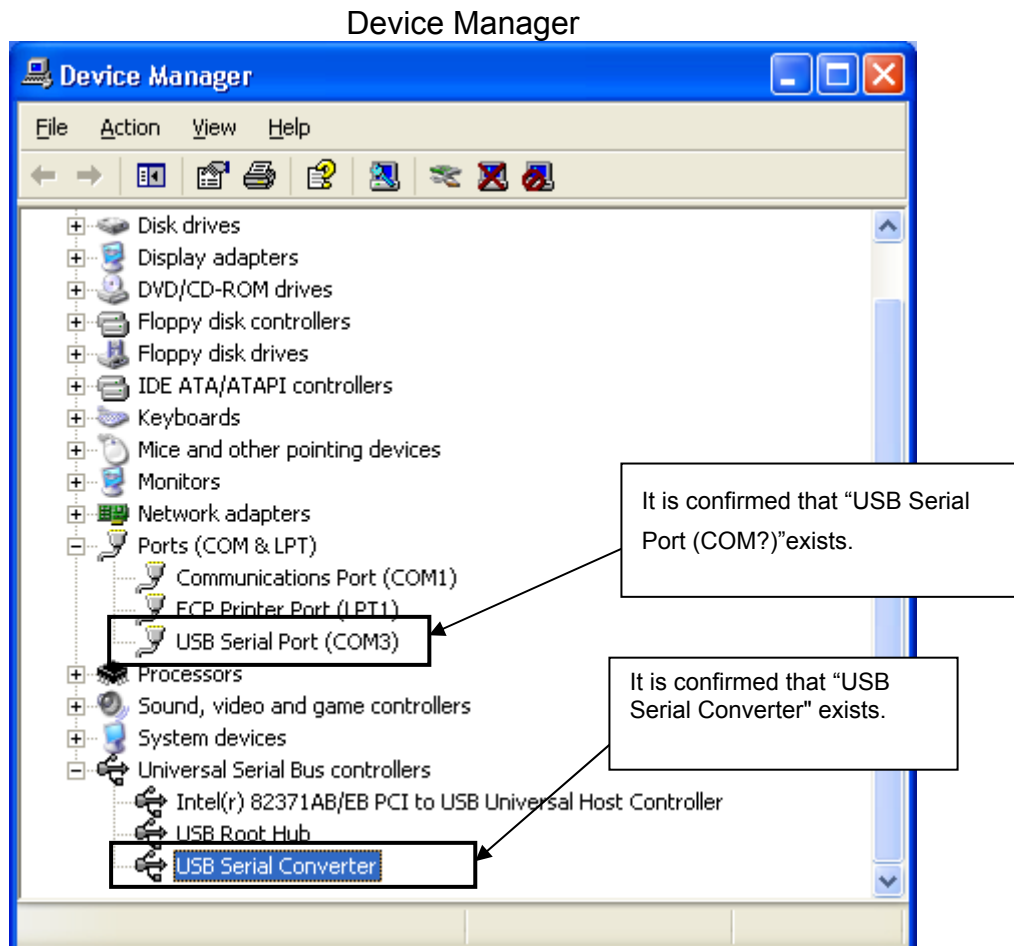 Device Manager
Device Manager
File Action View Help
Disk drives
Display adapters
DVD/CD-ROM drives
Floppy disk controllers
Floppy disk drives
IDE ATA/ATAPI controllers
Keyboards
Mice and other pointing devices
Monitors
Network adapters
Ports (COM & LPT)
Communications Port (COM1)
ECP Printer Port (LPT1)
USB Serial Port (COM3)
Processors
Sound, video and game controllers
System devices
Universal Serial Bus controllers
Intel(r) 82371AB/EB PCI to USB Universal Host Controller
USB Root Hub
USB Serial Converter
It is confirmed that “USB Serial
Port (COM?)”exists.
It is confirmed that “USB
Serial Converter" exists.